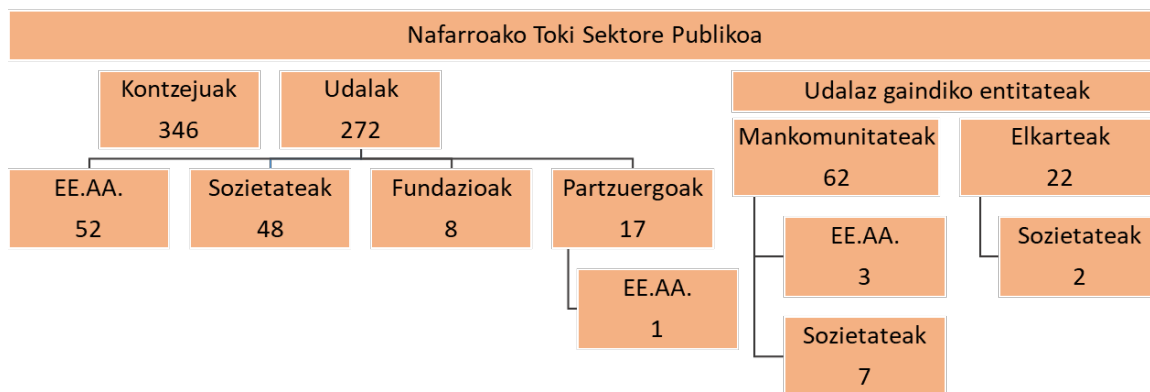 Nafarroako Toki Sektore Publikoa
Kontzejuak
346
Udalak
272
Udalaz gaindiko entitateak
Mankomunitateak
62
Elkarteak
22
EE.AA.
52
Sozietateak
48
Fundazioak
8
Partzuergoak
17
EE.AA.
1
EE.AA.
3
Sozietateak
2
Sozietateak
7